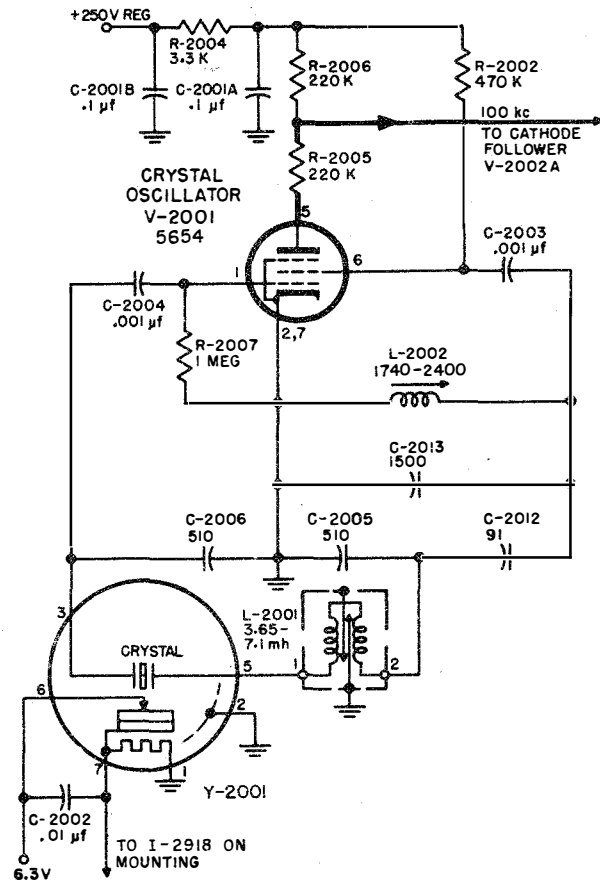 +250V REG
R-2004
3.3 K
C-2001B
.1 µf
C-2001A
.1 µf
R-2006
220 K
R-2002
470 K
100 kc
TO CATHODE
FOLLOWER
V-2002A
R-2005
220 K
CRYSTAL
OSCILLATOR
V-2001
5654
5
1
6
2,7
C-2003
.001 µf
C-2004
.001 µf
R-2007
1 MEG
L-2002
1740-2400
C-2013
1500
C-2006
510
C-2005
510
C-2012
91
3
CRYSTAL
5
L-2001
3.65-
7.1mh
1
2
6
2
7
1
Y-2001
C-2002
.01 µf
TO I-2918 ON
MOUNTING
6.3V